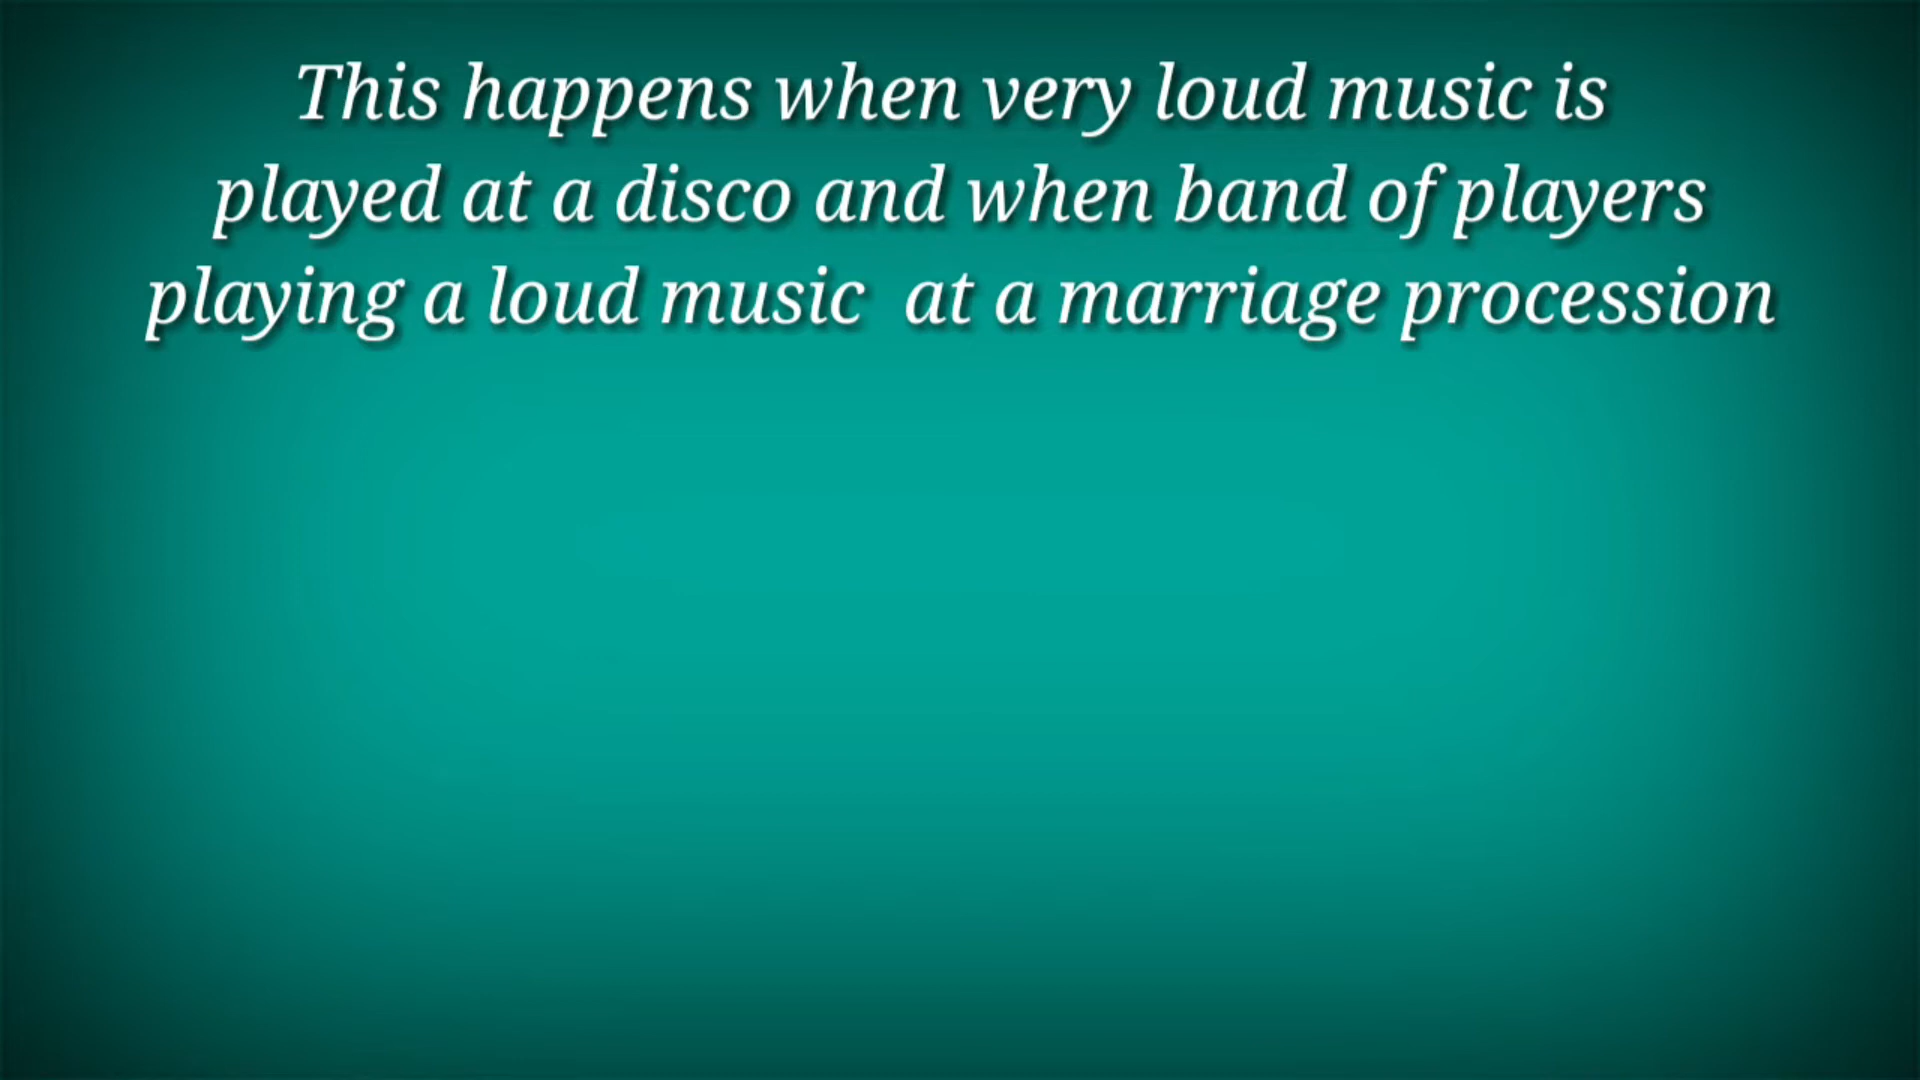 This happens when very loud music is
played at a disco and when band of players
playing a loud music  at a marriage procession